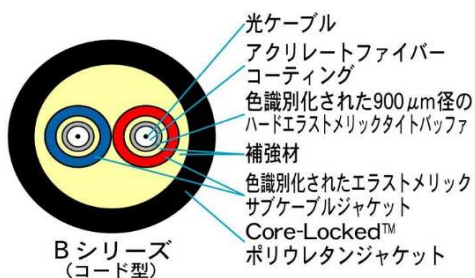 光ケーブル
アクリレートファイバー
コーティング
色識別化された900μm径の
ハードエラストメリックタイトバッファ
補強材
色識別化されたエラストメリック
サブケーブルジャケット
Core-Locked™
ポリウレタンジャケット
Bシリーズ
(コード型)